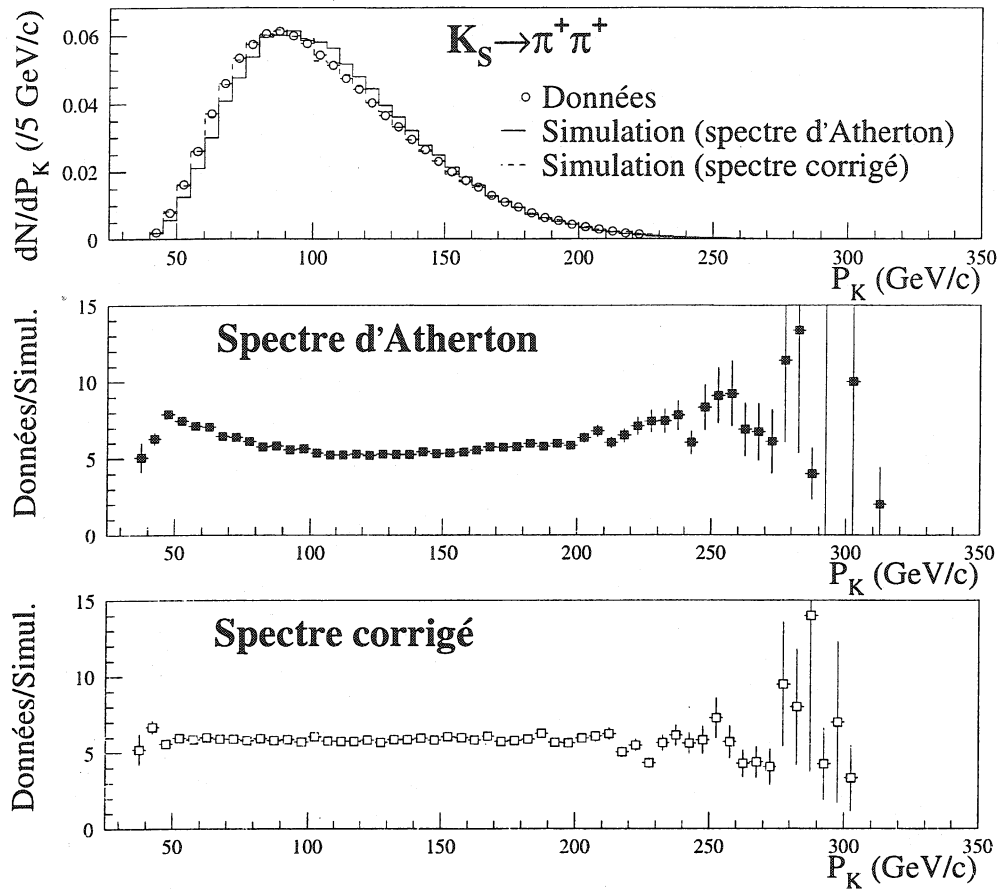 K_S→π⁺π⁺
○ Données
— Simulation (spectre d'Atherton)
--- Simulation (spectre corrigé)
dN/dP_K (/5 GeV/c)
0.06
0.04
0.02
0
50 100 150 200 250 300 350
P_K (GeV/c)
Spectre d'Atherton
Données/Simul.
15
10
5
0
50 100 150 200 250 300 350
P_K (GeV/c)
Spectre corrigé
Données/Simul.
15
10
5
0
50 100 150 200 250 300 350
P_K (GeV/c)